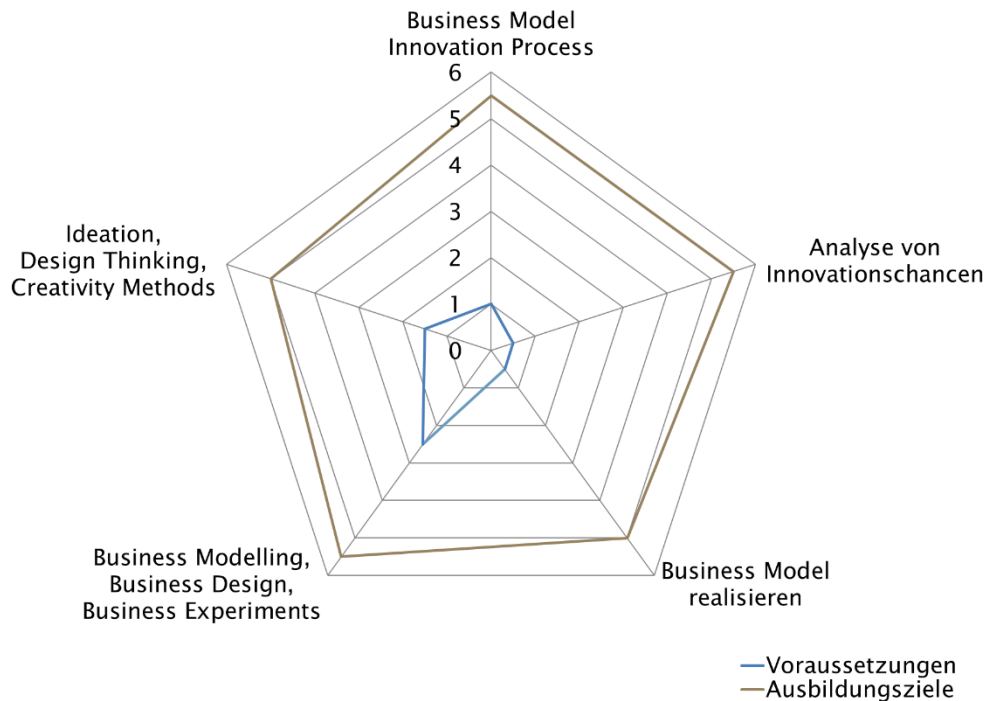 Business Model
Innovation Process
6
5
4
3
2
1
0
Ideation,
Design Thinking,
Creativity Methods
Analyse von
Innovationschancen
Business Modelling,
Business Design,
Business Experiments
Business Model
realisieren
Voraussetzungen
Ausbildungsziele